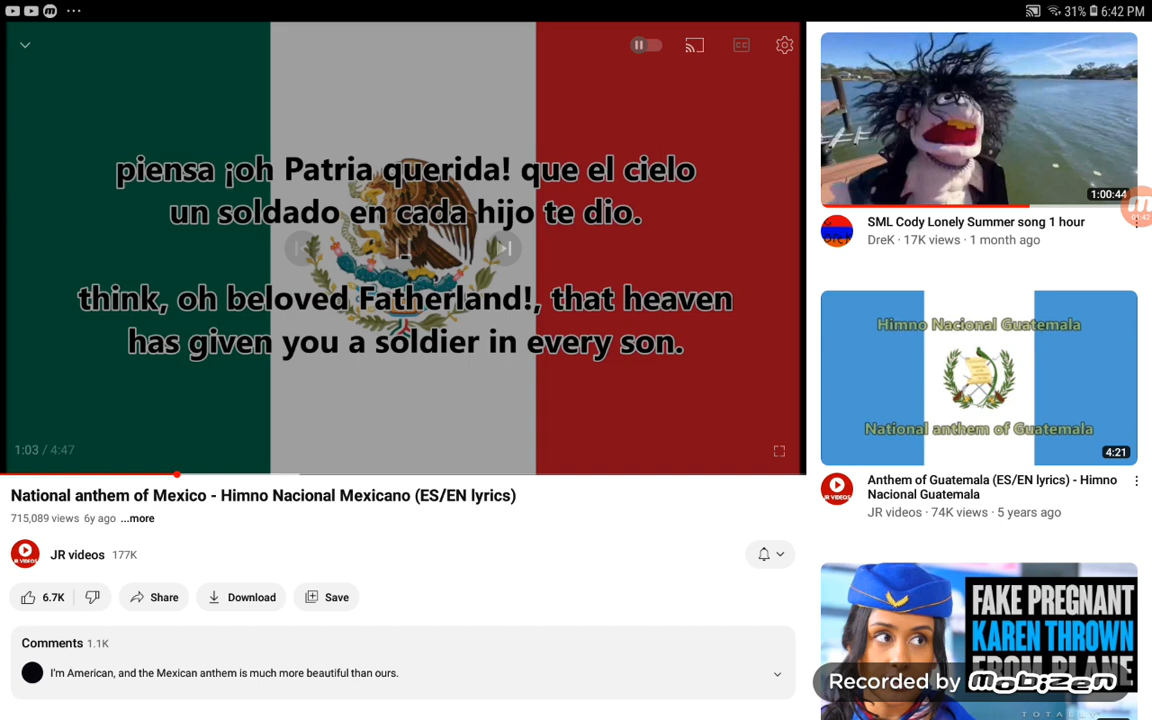 31% 6:42 PM
piensa ¡oh Patria querida! que el cielo
un soldado en cada hijo te dio.
think, oh beloved Fatherland!, that heaven
has given you a soldier in every son.
1:03 / 4:47
National anthem of Mexico - Himno Nacional Mexicano (ES/EN lyrics)
715,089 views 6y ago ...more
JR videos 177K
6.7K Share Download Save
Comments 1.1K
I'm American, and the Mexican anthem is much more beautiful than ours.
1:00:44
SML Cody Lonely Summer song 1 hour
DreK · 17K views · 1 month ago
Himno Nacional Guatemala
National anthem of Guatemala
4:21
JR VIDEOS
Anthem of Guatemala (ES/EN lyrics) - Himno
Nacional Guatemala
JR videos · 74K views · 5 years ago
FAKE PREGNANT
KAREN THROWN
FROM PLANE
Recorded by mobizen